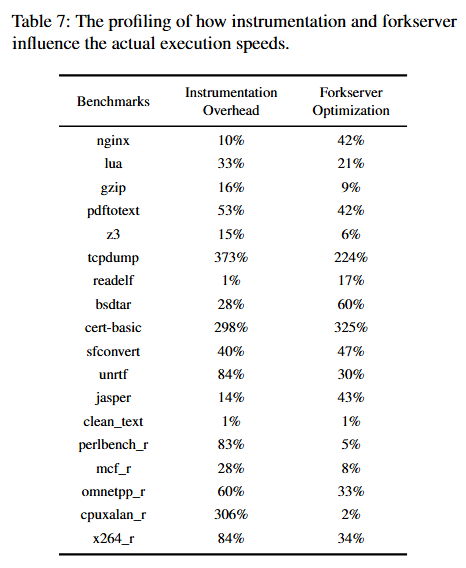 Table 7: The profiling of how instrumentation and forkserver
influence the actual execution speeds.
Benchmarks Instrumentation Overhead Forkserver Optimization
nginx 10% 42%
lua 33% 21%
gzip 16% 9%
pdftotext 53% 42%
z3 15% 6%
tcpdump 373% 224%
readelf 1% 17%
bsdtar 28% 60%
cert-basic 298% 325%
sfconvert 40% 47%
unrtf 84% 30%
jasper 14% 43%
clean_text 1% 1%
perlbench_r 83% 5%
mcf_r 28% 8%
omnetpp_r 60% 33%
cpuxalan_r 306% 2%
x264_r 84% 34%